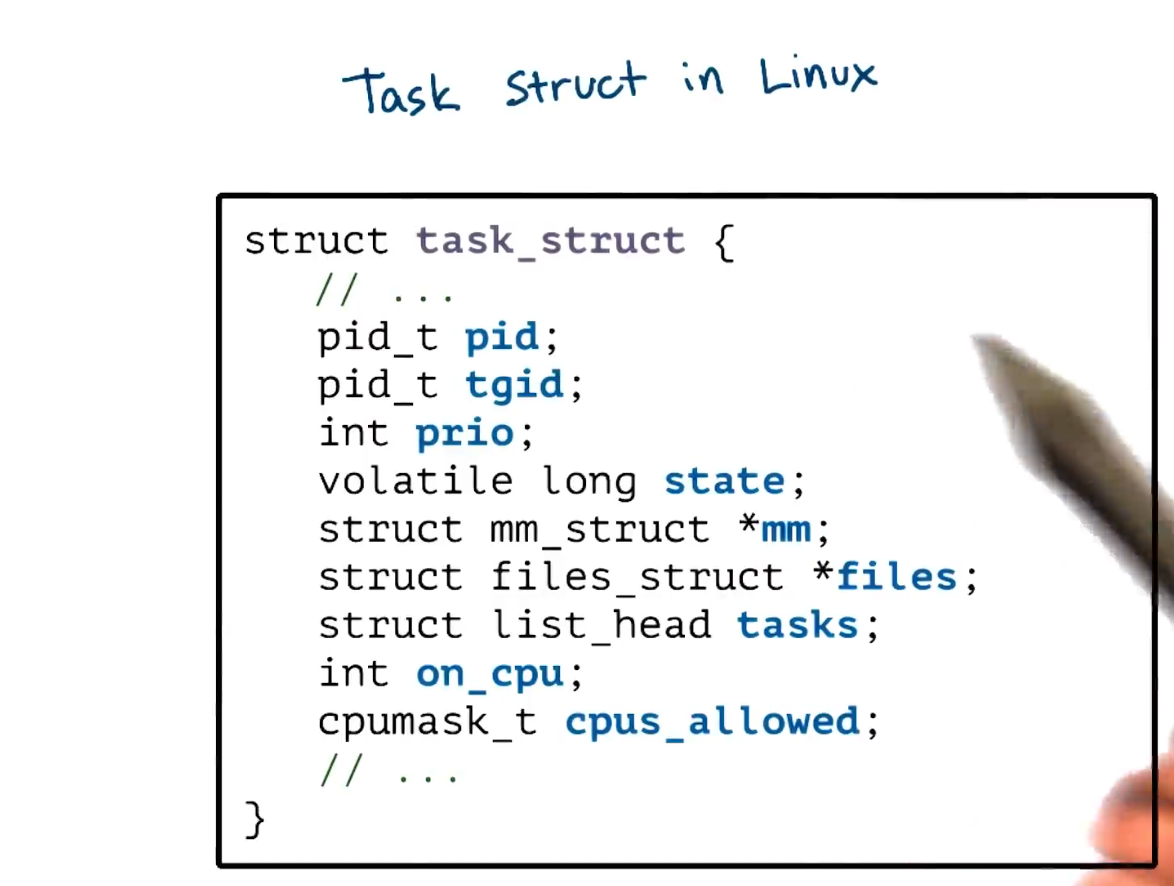 Task Struct in Linux
struct task_struct {
// ...
pid_t pid;
pid_t tgid;
int prio;
volatile long state;
struct mm_struct *mm;
struct files_struct *files;
struct list_head tasks;
int on_cpu;
cpumask_t cpus_allowed;
// ...
}